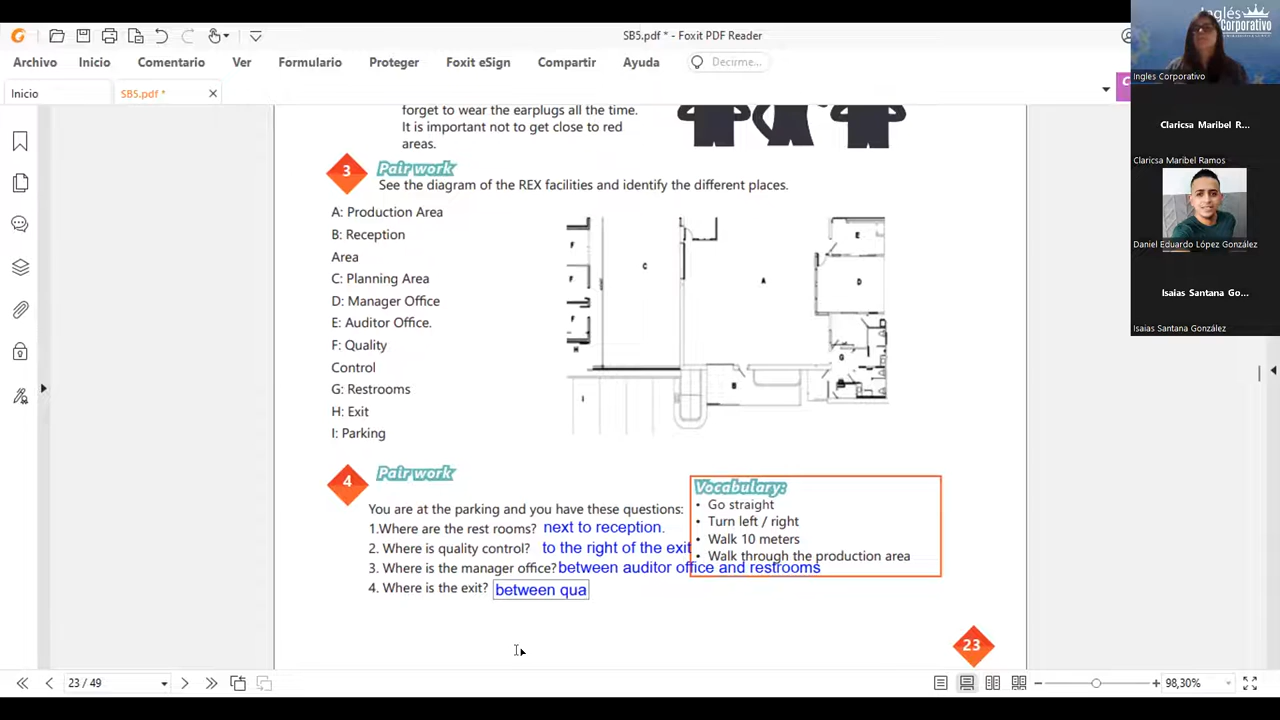 SB5.pdf * - Foxit PDF Reader
Inglés
Corporativo
Archivo Inicio Comentario Ver Formulario Proteger Foxit eSign Compartir Ayuda Decirme...
Ingles Corporativo
Inicio SB5.pdf *
forget to wear the earplugs all the time.
It is important not to get close to red
areas.
Claricsa Maribel R...
Claricsa Maribel Ramos
3 Pair work
See the diagram of the REX facilities and identify the different places.
A: Production Area
B: Reception
Area
C: Planning Area
D: Manager Office
E: Auditor Office.
F: Quality
Control
G: Restrooms
H: Exit
I: Parking
F
F
F
H
C
A
E
D
G
B
I
Daniel Eduardo López González
Isaias Santana Go...
Isaias Santana González
4 Pair work
You are at the parking and you have these questions:
1.Where are the rest rooms? next to reception.
2. Where is quality control? to the right of the exit
3. Where is the manager office? between auditor office and restrooms
4. Where is the exit? between qua
Vocabulary:
• Go straight
• Turn left / right
• Walk 10 meters
• Walk through the production area
23
23 / 49
98,30%